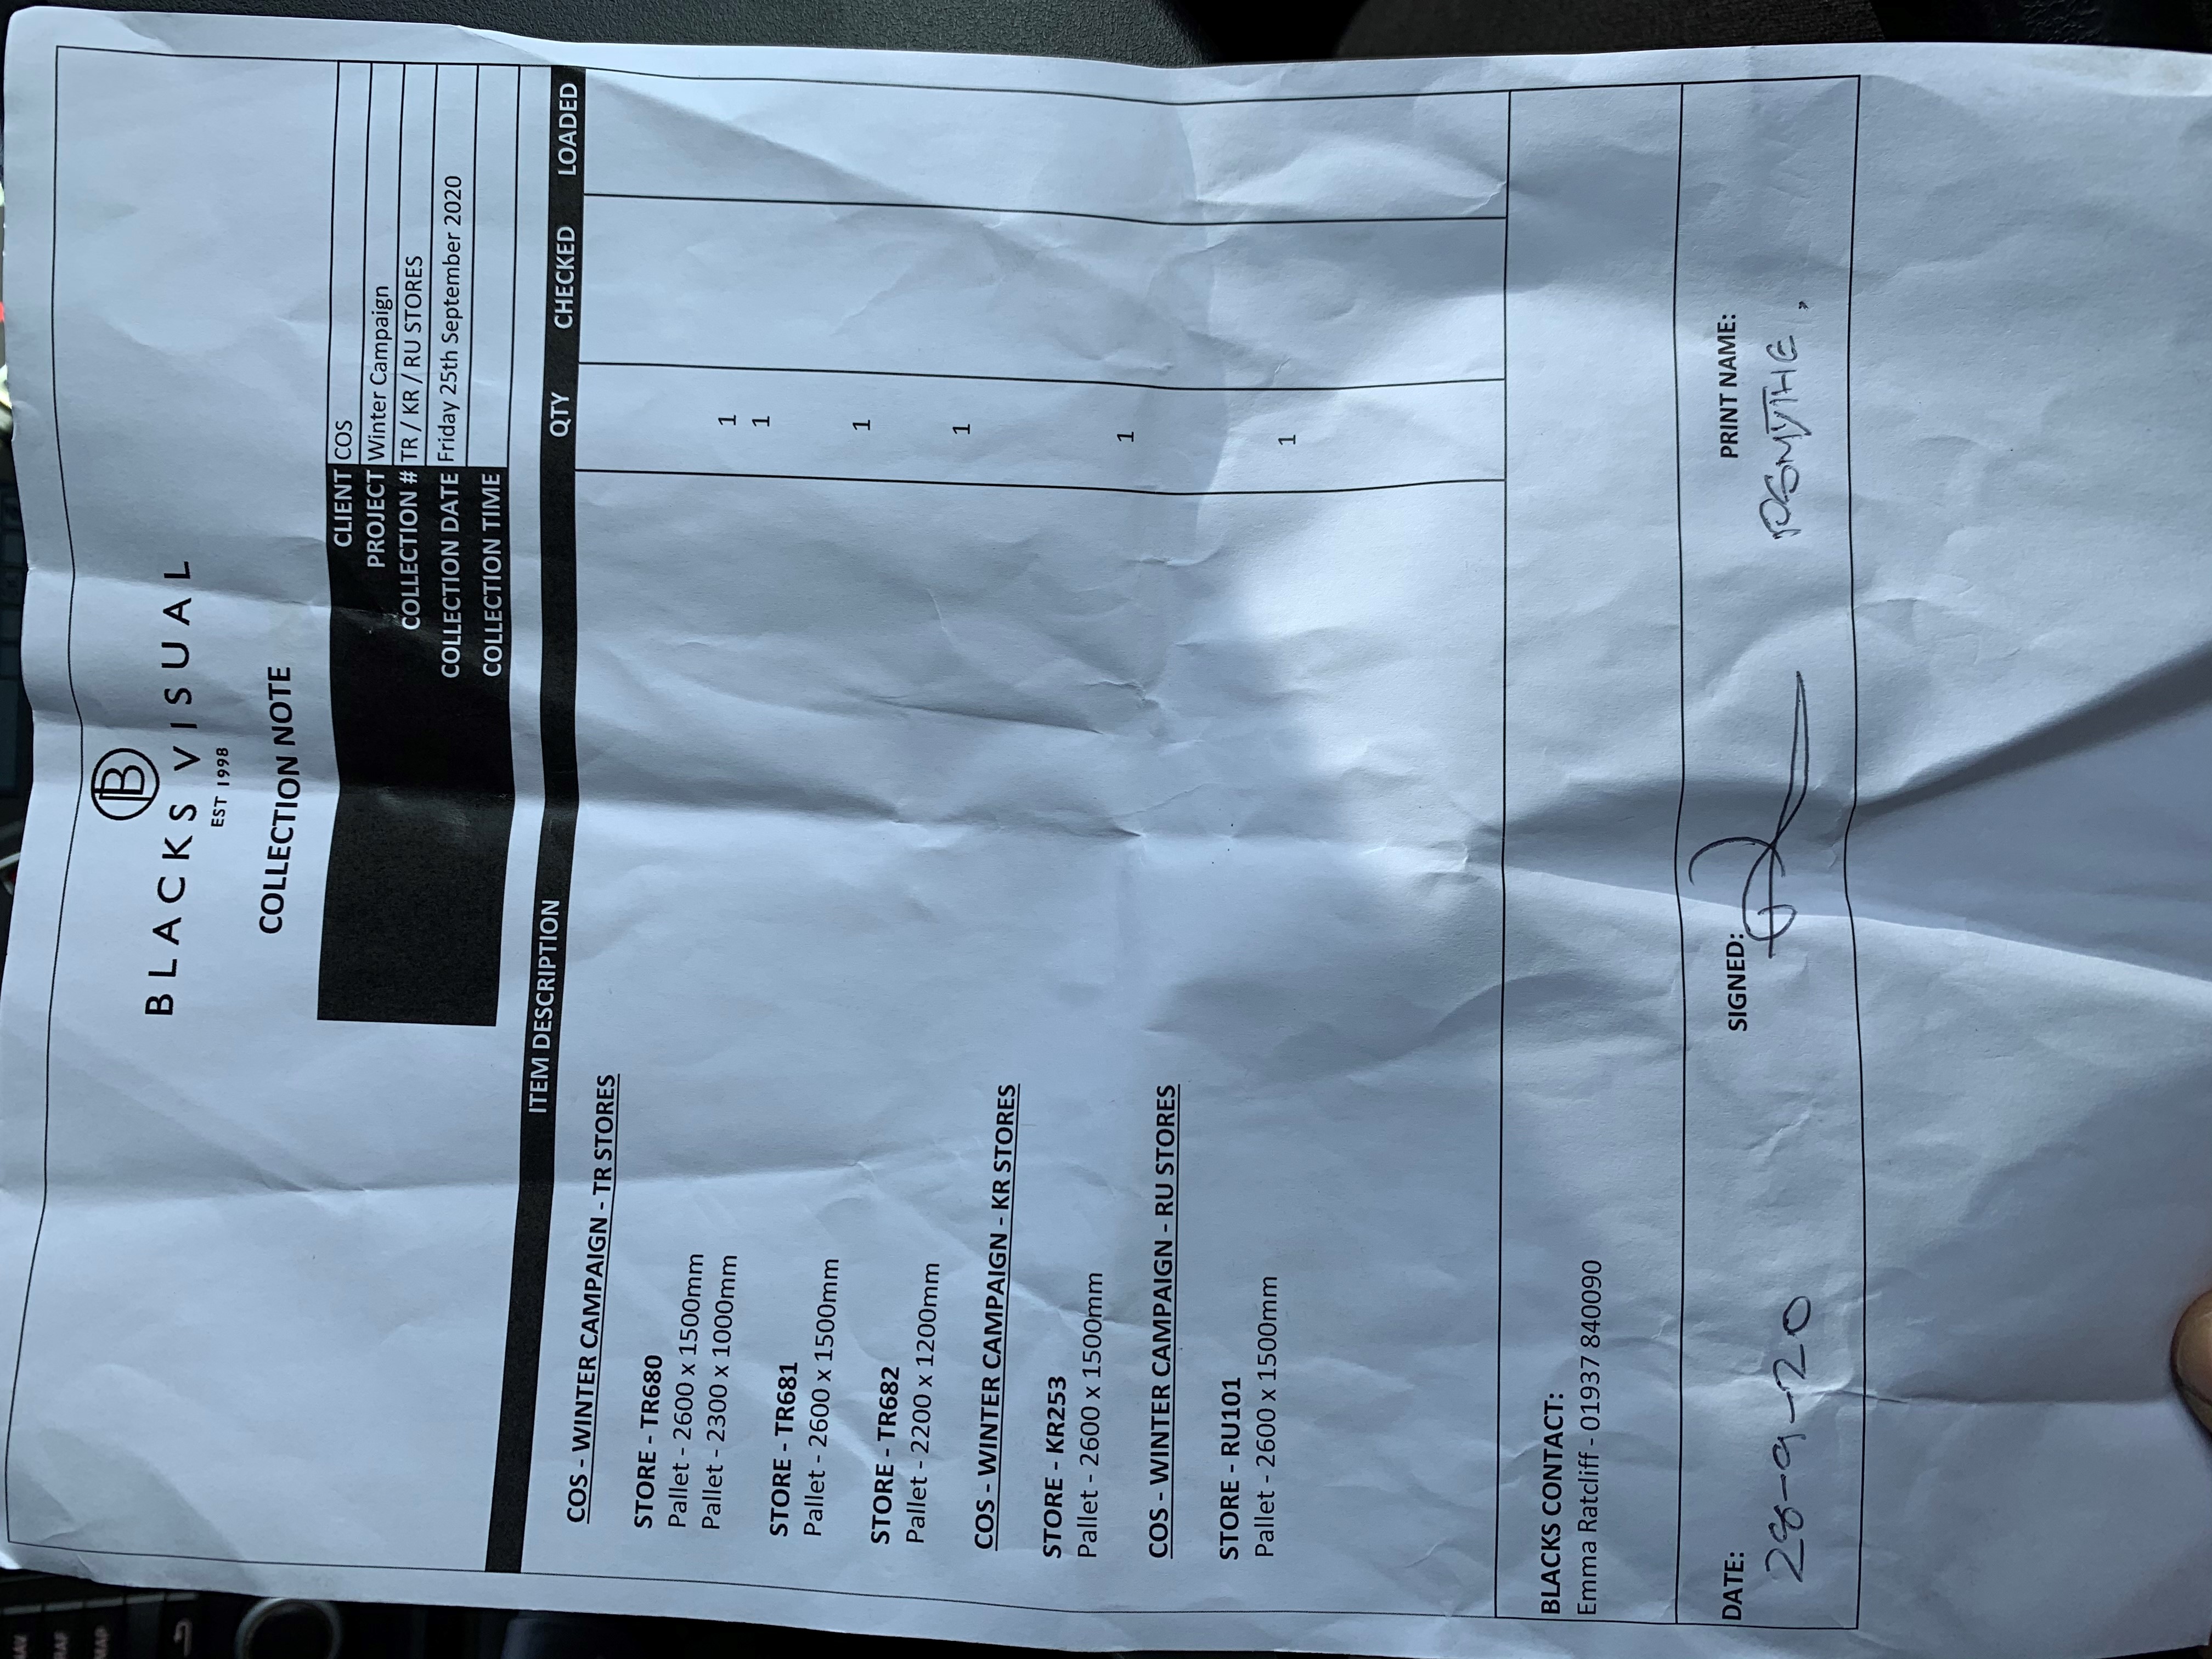 BLACKS VISUAL
EST 1998
COLLECTION NOTE
CLIENT COS
PROJECT Winter Campaign
COLLECTION # TR / KR / RU STORES
COLLECTION DATE Friday 25th September 2020
COLLECTION TIME
ITEM DESCRIPTION QTY CHECKED LOADED
COS - WINTER CAMPAIGN - TR STORES
STORE - TR680
Pallet - 2600 x 1500mm 1
Pallet - 2300 x 1000mm 1
STORE - TR681
Pallet - 2600 x 1500mm 1
STORE - TR682
Pallet - 2200 x 1200mm 1
COS - WINTER CAMPAIGN - KR STORES
STORE - KR253
Pallet - 2600 x 1500mm 1
COS - WINTER CAMPAIGN - RU STORES
STORE - RU101
Pallet - 2600 x 1500mm 1
BLACKS CONTACT:
Emma Ratcliff - 01937 840090
DATE: SIGNED: PRINT NAME:
28-9-20